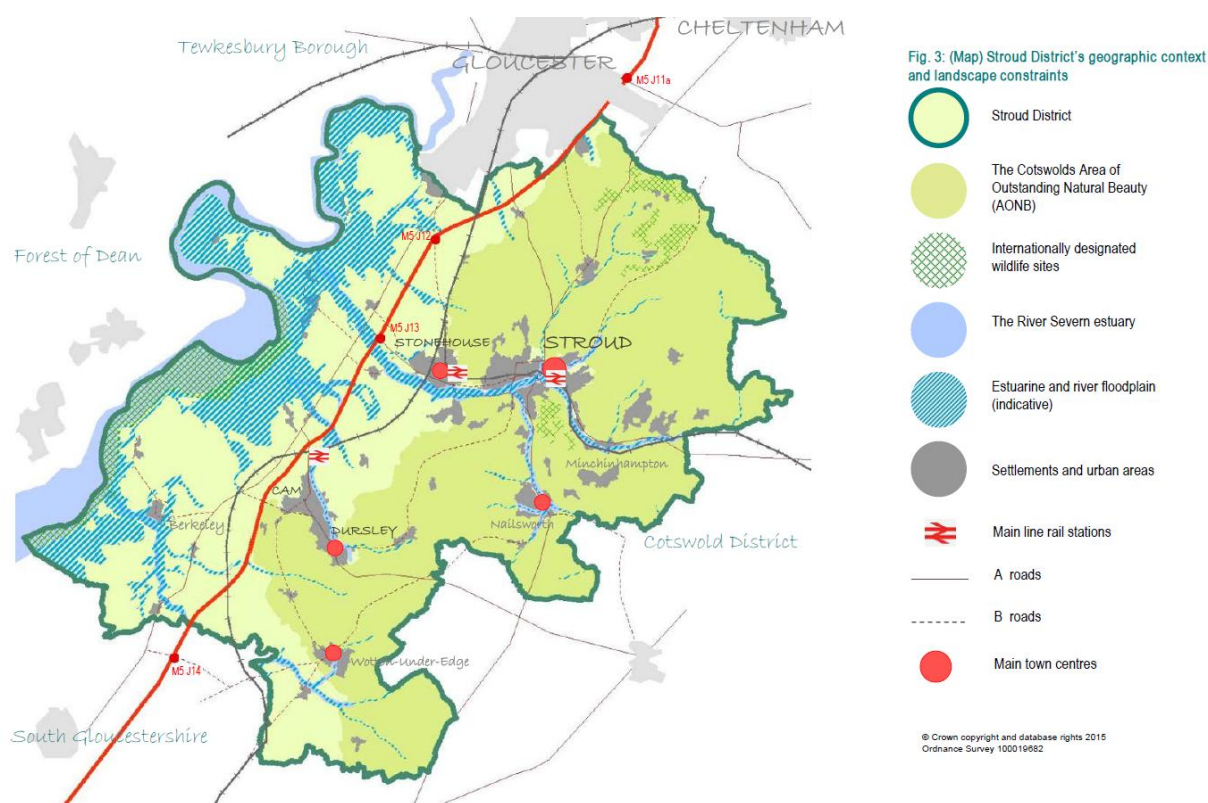 CHELTENHAM
Tewkesbury Borough
GLOUCESTER
M5 J11a
Forest of Dean
M5 J12
M5 J13
STONEHOUSE
STROUD
Minchinhampton
CAM
Berkeley
DURSLEY
Nailsworth
Cotswold District
Wotton-Under-Edge
M5 J14
South Gloucestershire
Fig. 3: (Map) Stroud District's geographic context
and landscape constraints
Stroud District
The Cotswolds Area of
Outstanding Natural Beauty
(AONB)
Internationally designated
wildlife sites
The River Severn estuary
Estuarine and river floodplain
(indicative)
Settlements and urban areas
Main line rail stations
A roads
B roads
Main town centres
© Crown copyright and database rights 2015
Ordnance Survey 100019682